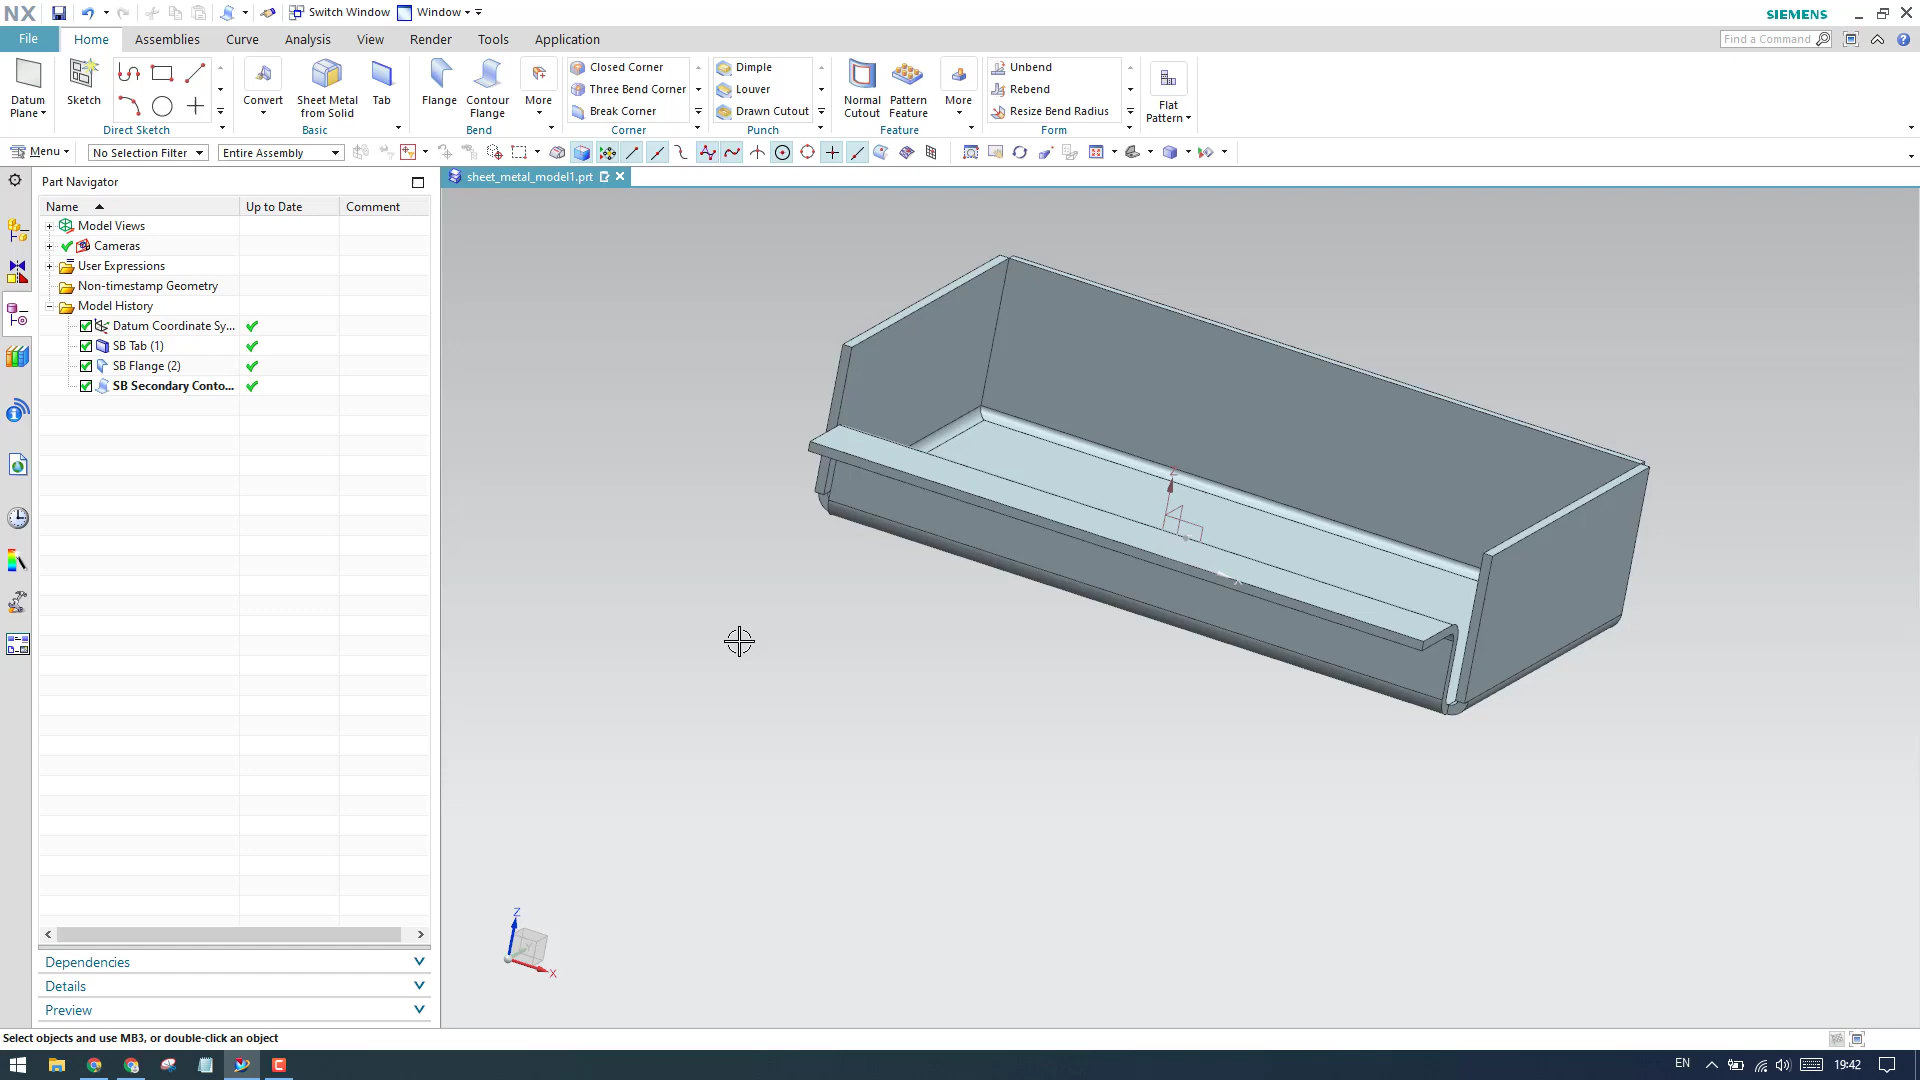 NX
Switch Window
Window
SIEMENS
File
Home
Assemblies
Curve
Analysis
View
Render
Tools
Application
Find a Command
Datum Plane
Sketch
Direct Sketch
Convert
Sheet Metal from Solid
Tab
Basic
Flange
Contour Flange
More
Bend
Closed Corner
Three Bend Corner
Break Corner
Corner
Dimple
Louver
Drawn Cutout
Punch
Normal Cutout
Pattern Feature
More
Feature
Unbend
Rebend
Resize Bend Radius
Form
Flat Pattern
Menu
No Selection Filter
Entire Assembly
Part Navigator
sheet_metal_model1.prt
Name
Up to Date
Comment
Model Views
Cameras
User Expressions
Non-timestamp Geometry
Model History
Datum Coordinate Sy...
SB Tab (1)
SB Flange (2)
SB Secondary Conto...
Z
X
Z
X
Dependencies
Details
Preview
Select objects and use MB3, or double-click an object
EN
19:42